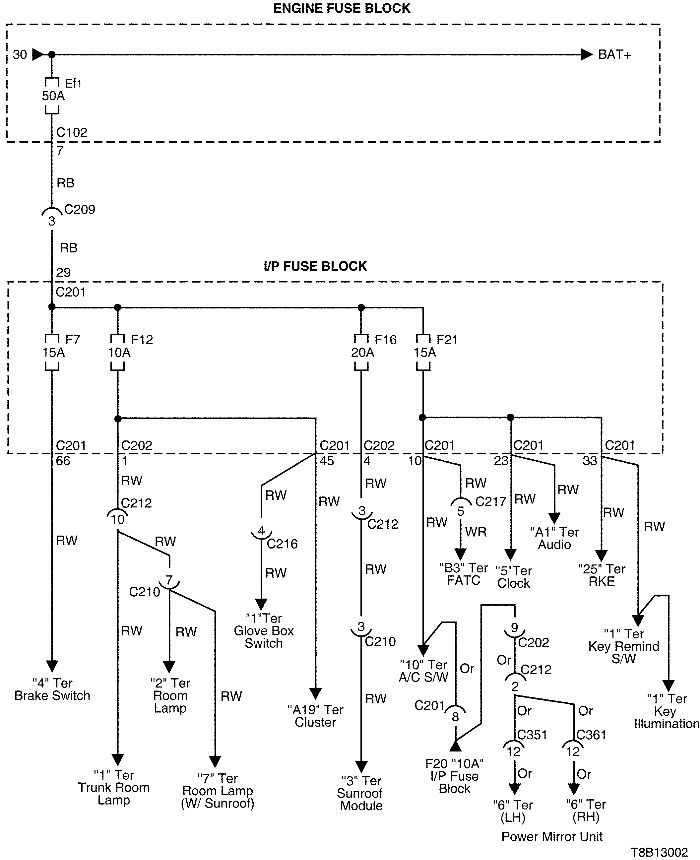 ENGINE FUSE BLOCK
30
BAT+
Ef1
50A
C102
7
RB
C209
3
RB
29
I/P FUSE BLOCK
C201
F7
15A
F12
10A
F16
20A
F21
15A
C201
66
C202
1
C201
45
C202
4
C201
10
C201
23
C201
33
RW
RW
RW
RW
RW
RW
RW
C212
10
3
C212
5
C217
RW
RW
RW
RW
RW
4
C216
WR
"A1" Ter
Audio
RW
7
C210
RW
RW
"B3" Ter
FATC
"5"Ter
Clock
"25" Ter
RKE
"1"Ter
Glove Box
Switch
RW
RW
3
C210
9
C202
"1" Ter
Key Remind
S/W
"4" Ter
Brake Switch
"2" Ter
Room
Lamp
RW
RW
"10" Ter
A/C S/W
Or
Or
C212
2
"A19" Ter
Cluster
C201
8
Or
Or
"1" Ter
Key
Illumination
C351
12
C361
12
"1" Ter
Trunk Room
Lamp
"7" Ter
Room Lamp
(W/ Sunroof)
"3" Ter
Sunroof
Module
F20 "10A"
I/P Fuse
Block
Or
Or
"6" Ter
(LH)
"6" Ter
(RH)
Power Mirror Unit
T8B13002